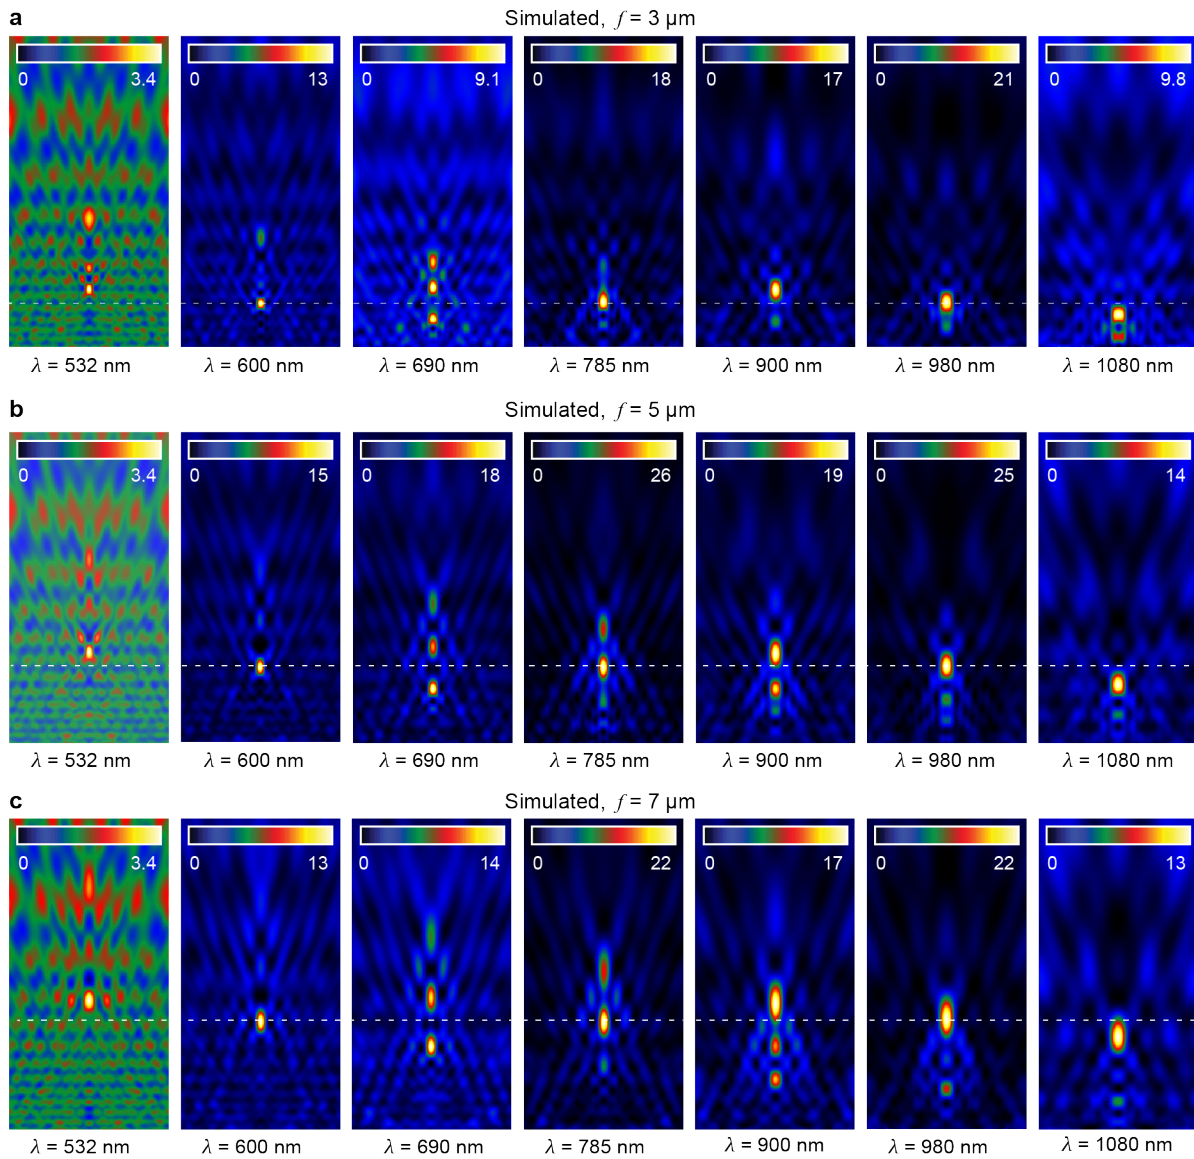 a Simulated, f = 3 µm
0 3.4 0 13 0 9.1 0 18 0 17 0 21 0 9.8
λ = 532 nm λ = 600 nm λ = 690 nm λ = 785 nm λ = 900 nm λ = 980 nm λ = 1080 nm
b Simulated, f = 5 µm
0 3.4 0 15 0 18 0 26 0 19 0 25 0 14
λ = 532 nm λ = 600 nm λ = 690 nm λ = 785 nm λ = 900 nm λ = 980 nm λ = 1080 nm
c Simulated, f = 7 µm
0 3.4 0 13 0 14 0 22 0 17 0 22 0 13
λ = 532 nm λ = 600 nm λ = 690 nm λ = 785 nm λ = 900 nm λ = 980 nm λ = 1080 nm